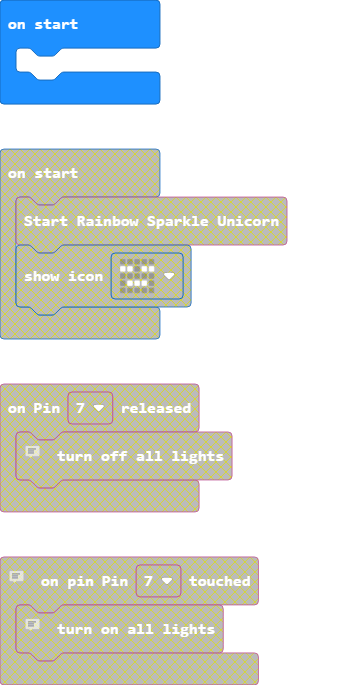 on start
on start
Start Rainbow Sparkle Unicorn
show icon
on Pin 7 released
turn off all lights
on pin Pin 7 touched
turn on all lights